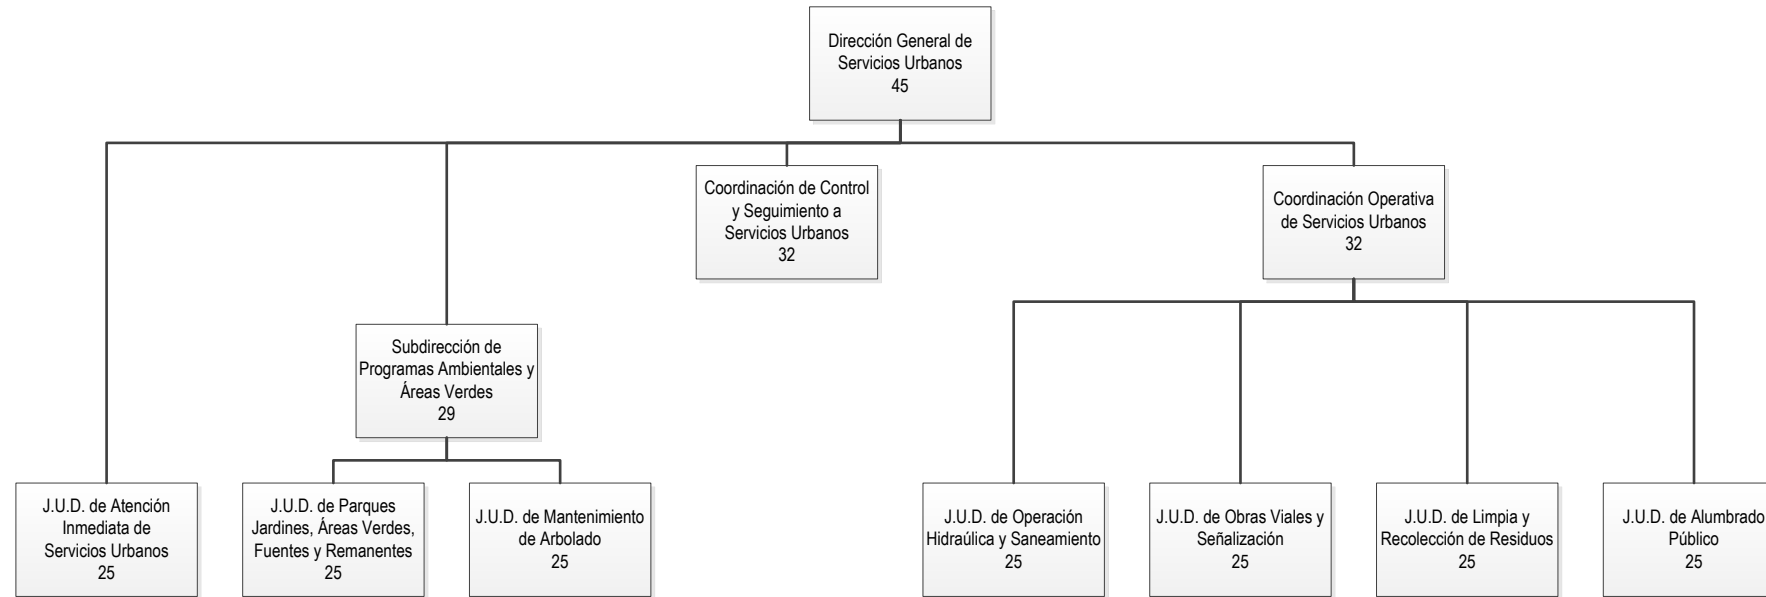 Dirección General de
Servicios Urbanos
45
Coordinación de Control
y Seguimiento a
Servicios Urbanos
32
Coordinación Operativa
de Servicios Urbanos
32
Subdirección de
Programas Ambientales y
Áreas Verdes
29
J.U.D. de Atención
Inmediata de
Servicios Urbanos
25
J.U.D. de Parques
Jardines, Áreas Verdes,
Fuentes y Remanentes
25
J.U.D. de Mantenimiento
de Arbolado
25
J.U.D. de Operación
Hidraúlica y Saneamiento
25
J.U.D. de Obras Viales y
Señalización
25
J.U.D. de Limpia y
Recolección de Residuos
25
J.U.D. de Alumbrado
Público
25